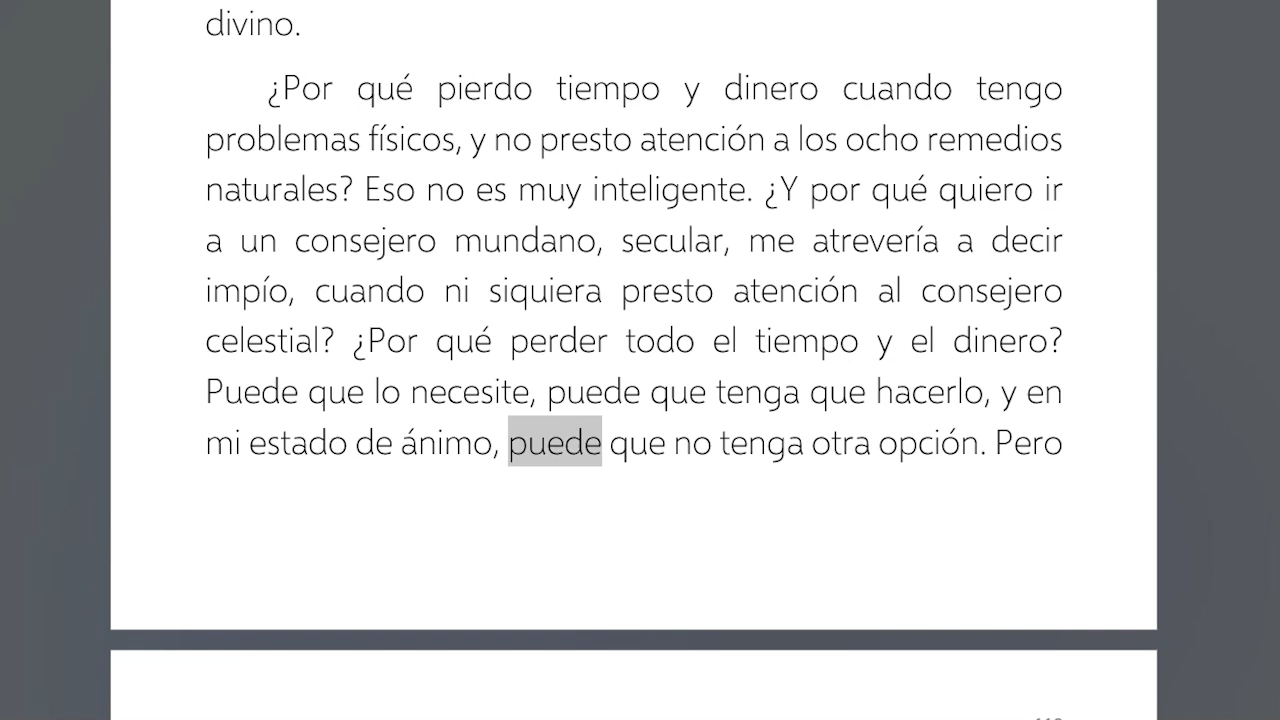 divino.
¿Por qué pierdo tiempo y dinero cuando tengo
problemas físicos, y no presto atención a los ocho remedios
naturales? Eso no es muy inteligente. ¿Y por qué quiero ir
a un consejero mundano, secular, me atrevería a decir
impío, cuando ni siquiera presto atención al consejero
celestial? ¿Por qué perder todo el tiempo y el dinero?
Puede que lo necesite, puede que tenga que hacerlo, y en
mi estado de ánimo, puede que no tenga otra opción. Pero